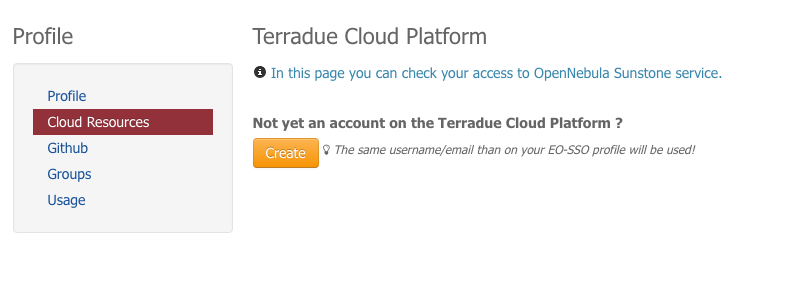 Profile
Profile
Cloud Resources
Github
Groups
Usage
Terradue Cloud Platform
In this page you can check your access to OpenNebula Sunstone service.
Not yet an account on the Terradue Cloud Platform ?
Create
The same username/email than on your EO-SSO profile will be used!